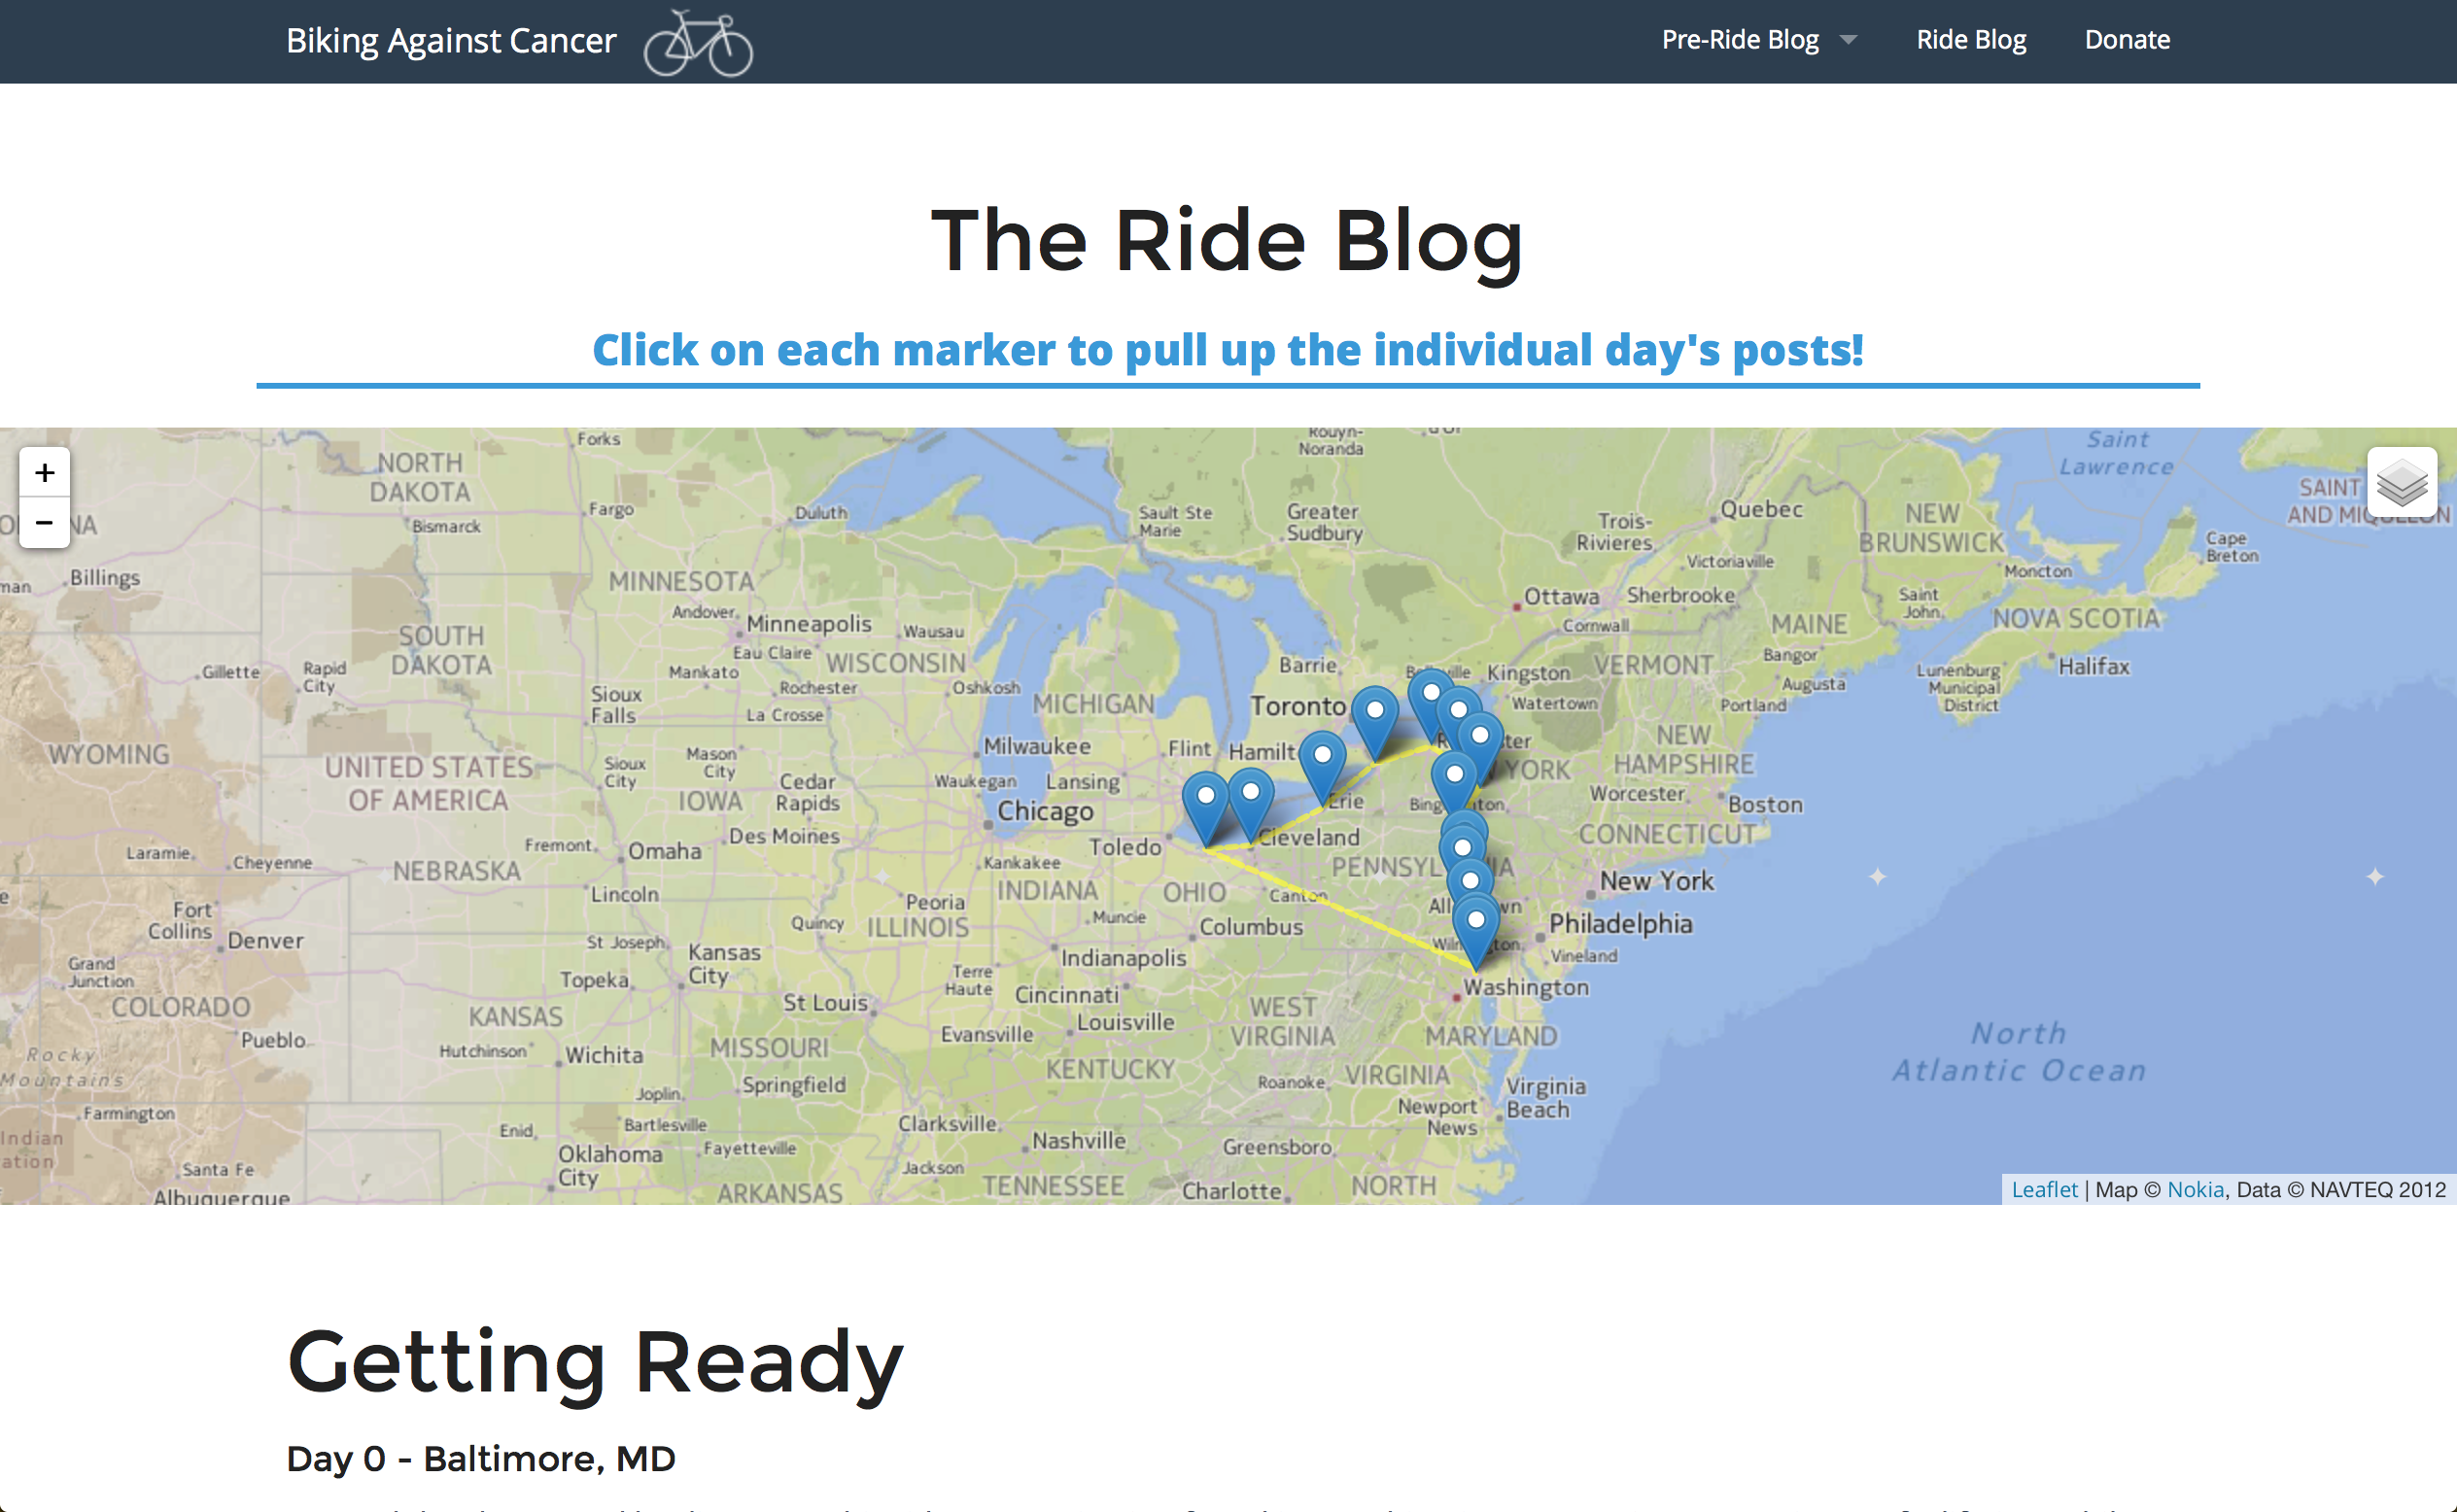 Biking Against Cancer
Pre-Ride Blog
Ride Blog
Donate
The Ride Blog
Click on each marker to pull up the individual day's posts!
+
−
Forks
NORTH
DAKOTA
Bismarck
Fargo
Duluth
Sault Ste
Marie
Rouyn-
Noranda
Greater
Sudbury
Trois-
Rivieres
Quebec
Victoriaville
NEW
BRUNSWICK
Saint
Lawrence
SAINT
Cape
Breton
Moncton
Billings
MINNESOTA
Andover
Minneapolis
Wausau
Ottawa
Sherbrooke
Cornwall
Saint
John
NOVA SCOTIA
MAINE
Bangor
Halifax
Augusta
Lunenburg
Municipal
District
SOUTH
DAKOTA
Gillette
Rapid
City
Eau Claire
WISCONSIN
Mankato
Rochester
Oshkosh
Barrie
Kingston
VERMONT
Sioux
Falls
La Crosse
MICHIGAN
Toronto
Watertown
Portland
WYOMING
UNITED STATES
OF AMERICA
Sioux
City
Mason
City
IOWA
Cedar
Rapids
Milwaukee
Waukegan
Lansing
Flint
NEW
HAMPSHIRE
YORK
Worcester
Boston
Chicago
Erie
Des Moines
Fremont
Omaha
Toledo
Cleveland
CONNECTICUT
Laramie
Cheyenne
NEBRASKA
Kankakee
INDIANA
OHIO
Canton
New York
Lincoln
Peoria
ILLINOIS
Quincy
Muncie
Columbus
Philadelphia
Fort
Collins
Denver
St Joseph
Kansas
City
Indianapolis
Vineland
Grand
Junction
COLORADO
Topeka
Terre
Haute
Cincinnati
Washington
St Louis
WEST
VIRGINIA
KANSAS
Louisville
MARYLAND
Pueblo
Evansville
North
Atlantic Ocean
Rocky
Mountains
Hutchinson
Wichita
MISSOURI
KENTUCKY
Roanoke
VIRGINIA
Virginia
Beach
Springfield
Joplin
Newport
News
Farmington
Indian
Enid
Bartlesville
Clarksville
Nashville
Greensboro
Santa Fe
Albuquerque
Oklahoma
City
Fayetteville
Jackson
ARKANSAS
TENNESSEE
Charlotte
NORTH
Leaflet | Map © Nokia, Data © NAVTEQ 2012
Getting Ready
Day 0 - Baltimore, MD